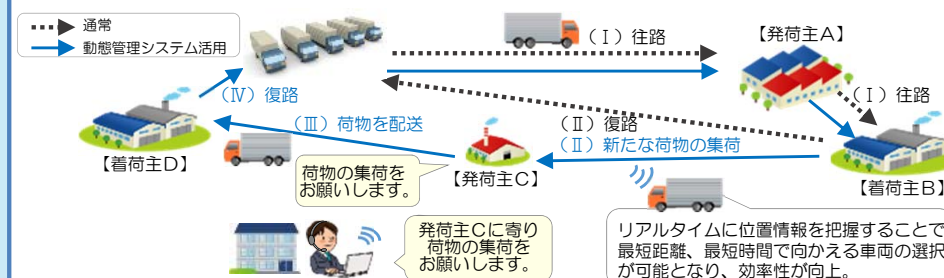 通常
動態管理システム活用
(Ⅰ)往路
【発荷主A】
(Ⅰ)往路
(Ⅳ)復路
(Ⅲ)荷物を配送
(Ⅱ)復路
(Ⅱ)新たな荷物の集荷
【着荷主D】
荷物の集荷を
お願いします。
【発荷主C】
【着荷主B】
発荷主Cに寄り
荷物の集荷を
お願いします。
リアルタイムに位置情報を把握することで
最短距離、最短時間で向かえる車両の選択
が可能となり、効率性が向上。